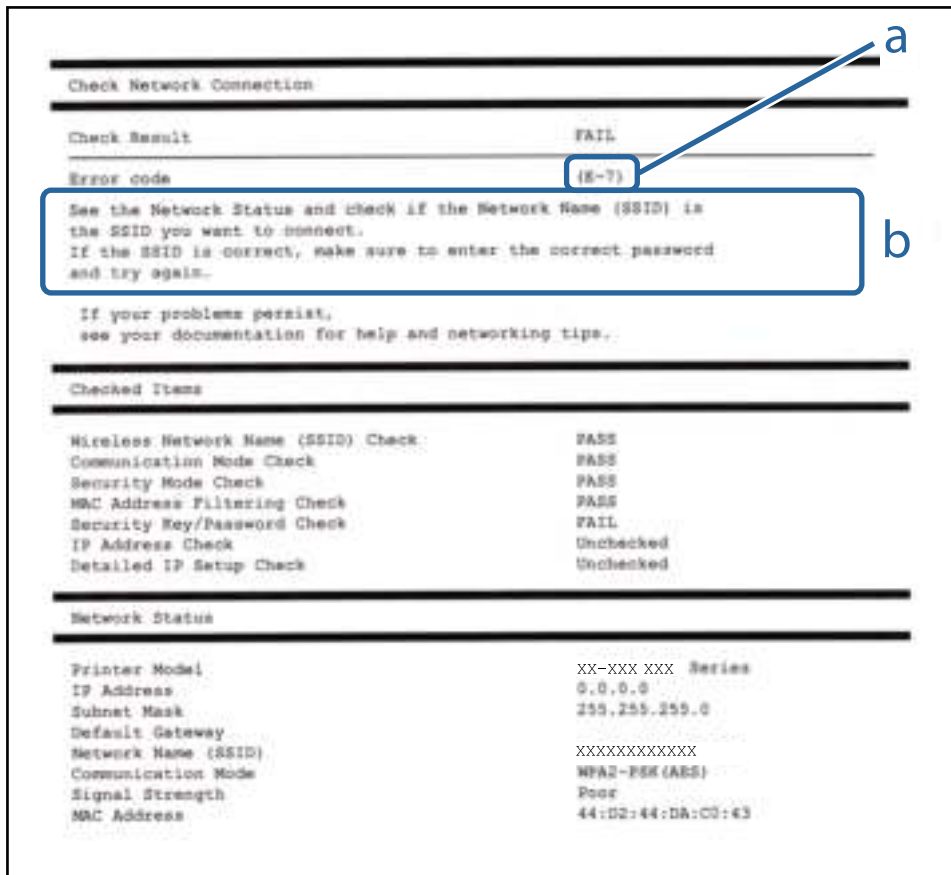 a
Check Network Connection
Check Result FAIL
Error code (E-7)
See the Network Status and check if the Network Name (SSID) is
the SSID you want to connect.
If the SSID is correct, make sure to enter the correct password
and try again.
b
If your problems persist,
see your documentation for help and networking tips.
Checked Items
Wireless Network Name (SSID) Check PASS
Communication Mode Check PASS
Security Mode Check PASS
MAC Address Filtering Check PASS
Security Key/Password Check FAIL
IP Address Check Unchecked
Detailed IP Setup Check Unchecked
Network Status
Printer Model XX-XXX XXX Series
IP Address 0.0.0.0
Subnet Mask 255.255.255.0
Default Gateway
Network Name (SSID) XXXXXXXXXXXX
Communication Mode WPA2-PSK(AES)
Signal Strength Poor
MAC Address 44:D2:44:DA:C0:43